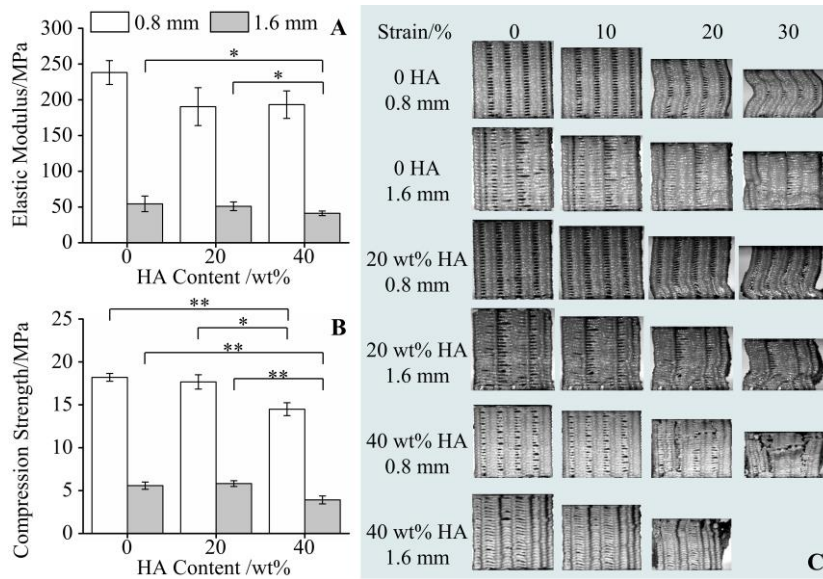 0.8 mm 1.6 mm A
Elastic Modulus/MPa
300
250
200
150
100
50
0
*
*
0 20 40
HA Content /wt%
B
Compression Strength/MPa
25
20
15
10
5
0
**
*
**
**
0 20 40
HA Content /wt%
Strain/% 0 10 20 30
0 HA
0.8 mm
0 HA
1.6 mm
20 wt% HA
0.8 mm
20 wt% HA
1.6 mm
40 wt% HA
0.8 mm
40 wt% HA
1.6 mm
C